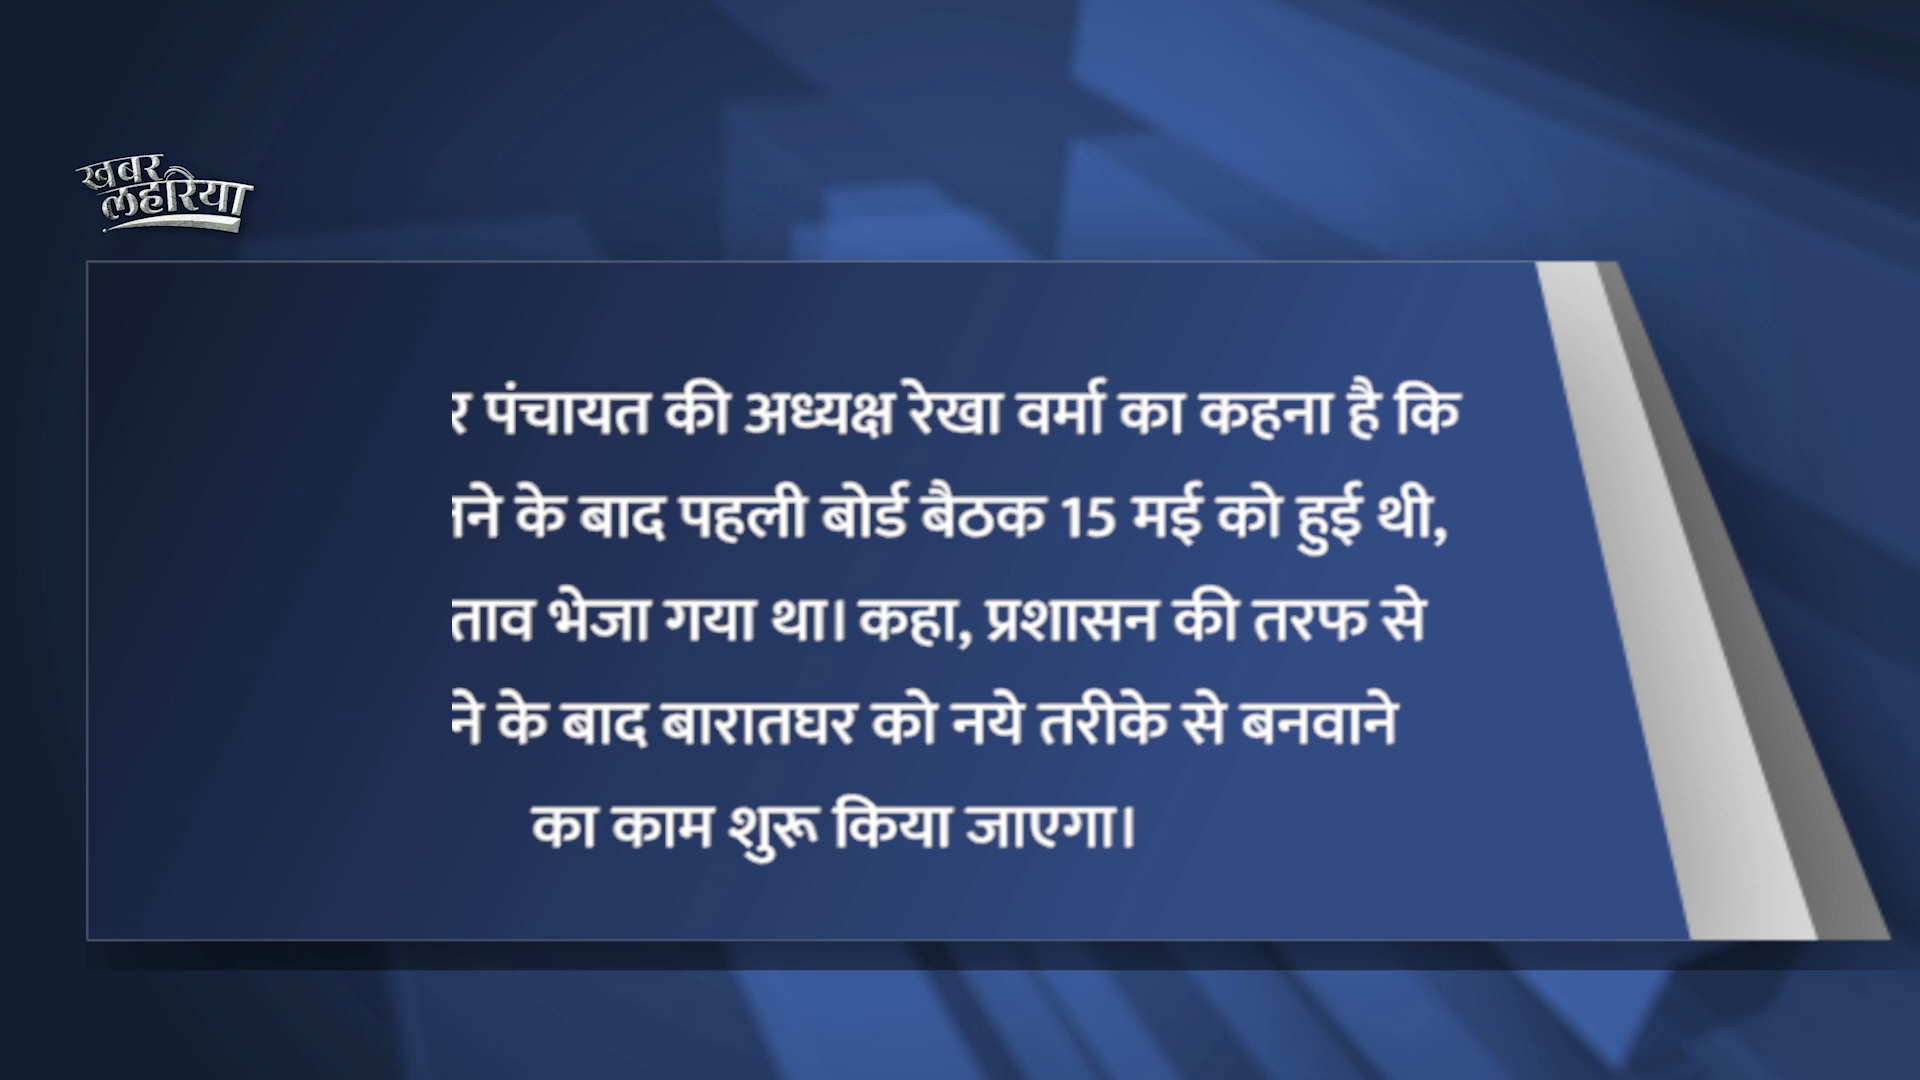 खबर
लहरिया
पंचायत की अध्यक्ष रेखा वर्मा का कहना है कि
के बाद पहली बोर्ड बैठक 15 मई को हुई थी,
भेजा गया था। कहा, प्रशासन की तरफ से
के बाद बारातघर को नये तरीके से बनवाने
का काम शुरू किया जाएगा।